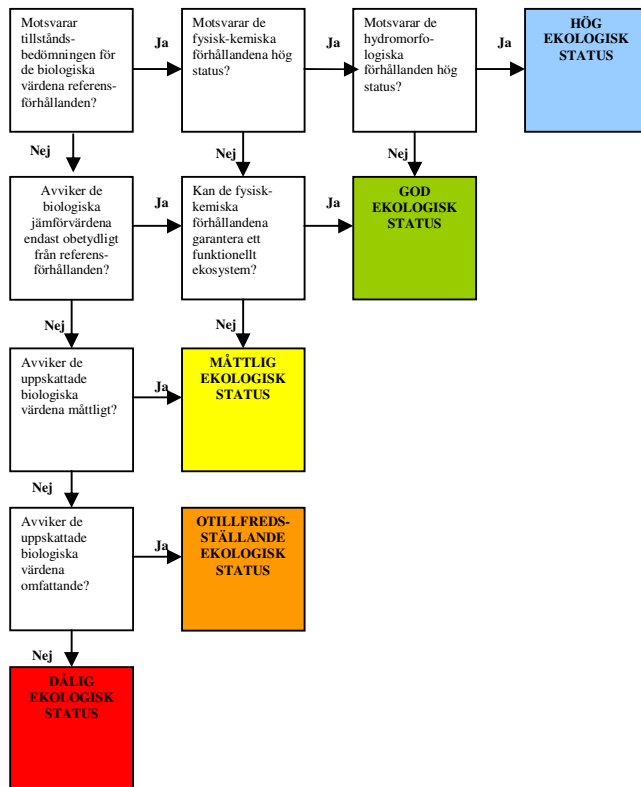 Motsvarar
tillstånds-
bedömningen för
de biologiska
värdena referens-
förhållanden?
Ja
Motsvarar de
fysisk-kemiska
förhållandena hög
status?
Ja
Motsvarar de
hydromorfo-
logiska
förhållanden hög
status?
Ja
HÖG
EKOLOGISK
STATUS
Nej
Nej
Nej
Avviker de
biologiska
jämförvärdena
endast obetydligt
från referens-
förhållanden?
Ja
Kan de fysisk-
kemiska
förhållandena
garantera ett
funktionellt
ekosystem?
Ja
GOD
EKOLOGISK
STATUS
Nej
Nej
Avviker de
uppskattade
biologiska
värdena måttligt?
Ja
MÅTTLIG
EKOLOGISK
STATUS
Nej
Avviker de
uppskattade
biologiska
värdena
omfattande?
Ja
OTILLFREDS-
STÄLLANDE
EKOLOGISK
STATUS
Nej
DÅLIG
EKOLOGISK
STATUS